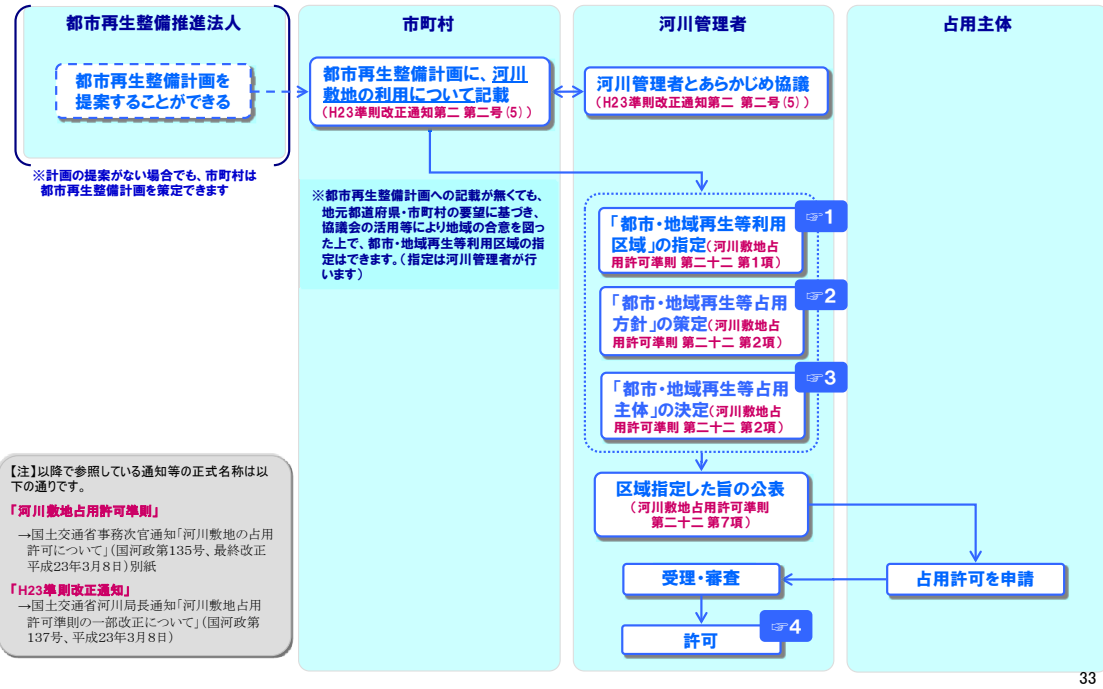 都市再生整備推進法人
都市再生整備計画を
提案することができる
※計画の提案がない場合でも、市町村は
都市再生整備計画を策定できます
市町村
都市再生整備計画に、河川
敷地の利用について記載
(H23準則改正通知第二 第二号(5))
※都市再生整備計画への記載が無くても、
地元都道府県・市町村の要望に基づき、
協議会の活用等により地域の合意を図っ
た上で、都市・地域再生等利用区域の指
定はできます。(指定は河川管理者が行
います)
河川管理者
河川管理者とあらかじめ協議
(H23準則改正通知第二 第二号(5))
☞1
「都市・地域再生等利用
区域」の指定(河川敷地占
用許可準則 第二十二 第1項)
☞2
「都市・地域再生等占用
方針」の策定(河川敷地占
用許可準則 第二十二 第2項)
☞3
「都市・地域再生等占用
主体」の決定(河川敷地占
用許可準則 第二十二 第2項)
区域指定した旨の公表
(河川敷地占用許可準則
第二十二 第7項)
受理・審査
☞4
許可
占用主体
占用許可を申請
【注】以降で参照している通知等の正式名称は以
下の通りです。
「河川敷地占用許可準則」
→国土交通省事務次官通知「河川敷地の占用
許可について」(国河政第135号、最終改正
平成23年3月8日)別紙
「H23準則改正通知」
→国土交通省河川局長通知「河川敷地占用
許可準則の一部改正について」(国河政第
137号、平成23年3月8日)
33